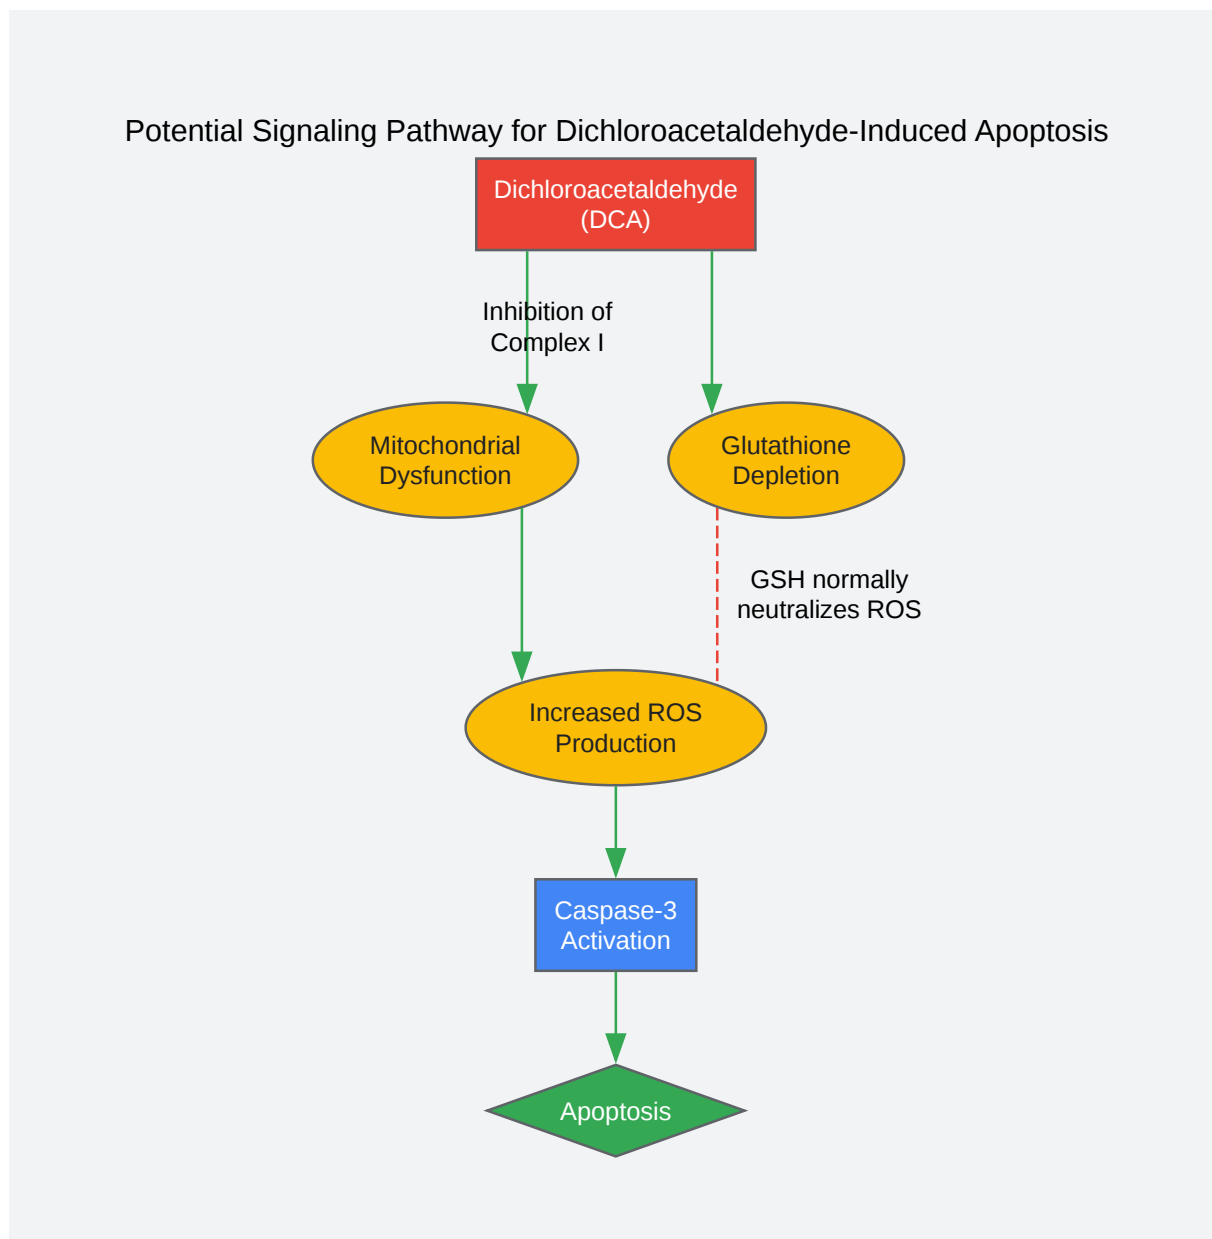 Potential Signaling Pathway for Dichloroacetaldehyde-Induced Apoptosis
Dichloroacetaldehyde
(DCA)
Inhibition of
Complex I
Mitochondrial
Dysfunction
Glutathione
Depletion
GSH normally
neutralizes ROS
Increased ROS
Production
Caspase-3
Activation
Apoptosis